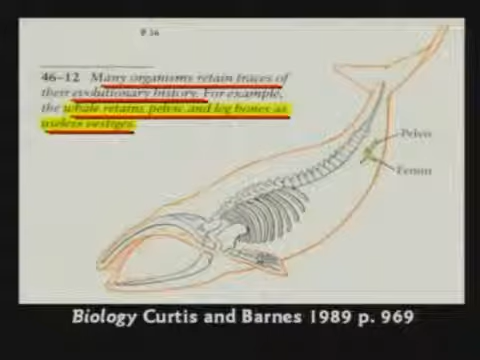 P 56
46–12 Many organisms retain traces of
their evolutionary history. For example,
the whale retains pelvic and leg bones as
useless vestiges.
Pelvis
Femur
Biology Curtis and Barnes 1989 p. 969